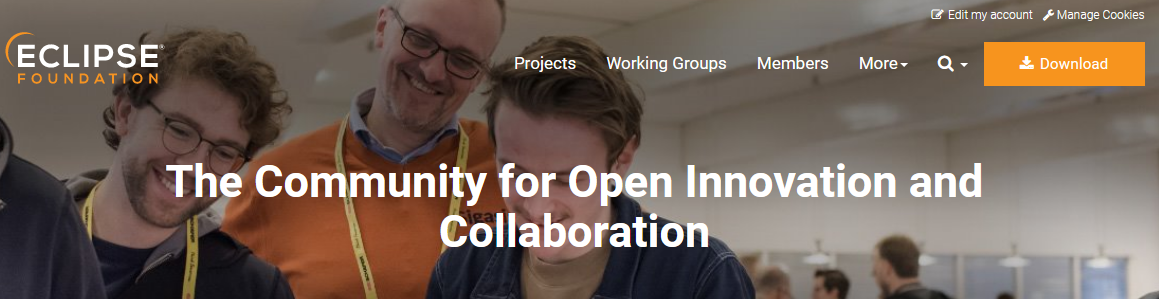 Edit my account
Manage Cookies
ECLIPSE®
FOUNDATION
Projects
Working Groups
Members
More
Download
The Community for Open Innovation and
Collaboration